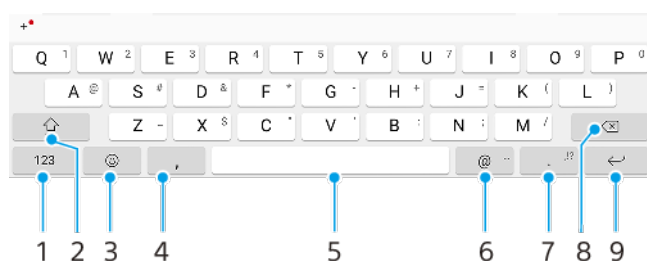 +
Q 1 W 2 E 3 R 4 T 5 Y 6 U 7 I 8 O 9 P 0
A @ S # D & F * G - H + J = K ( L )
Z _ X $ C " V ' B : N ; M /
123 , @ . !?
1 2 3 4 5 6 7 8 9